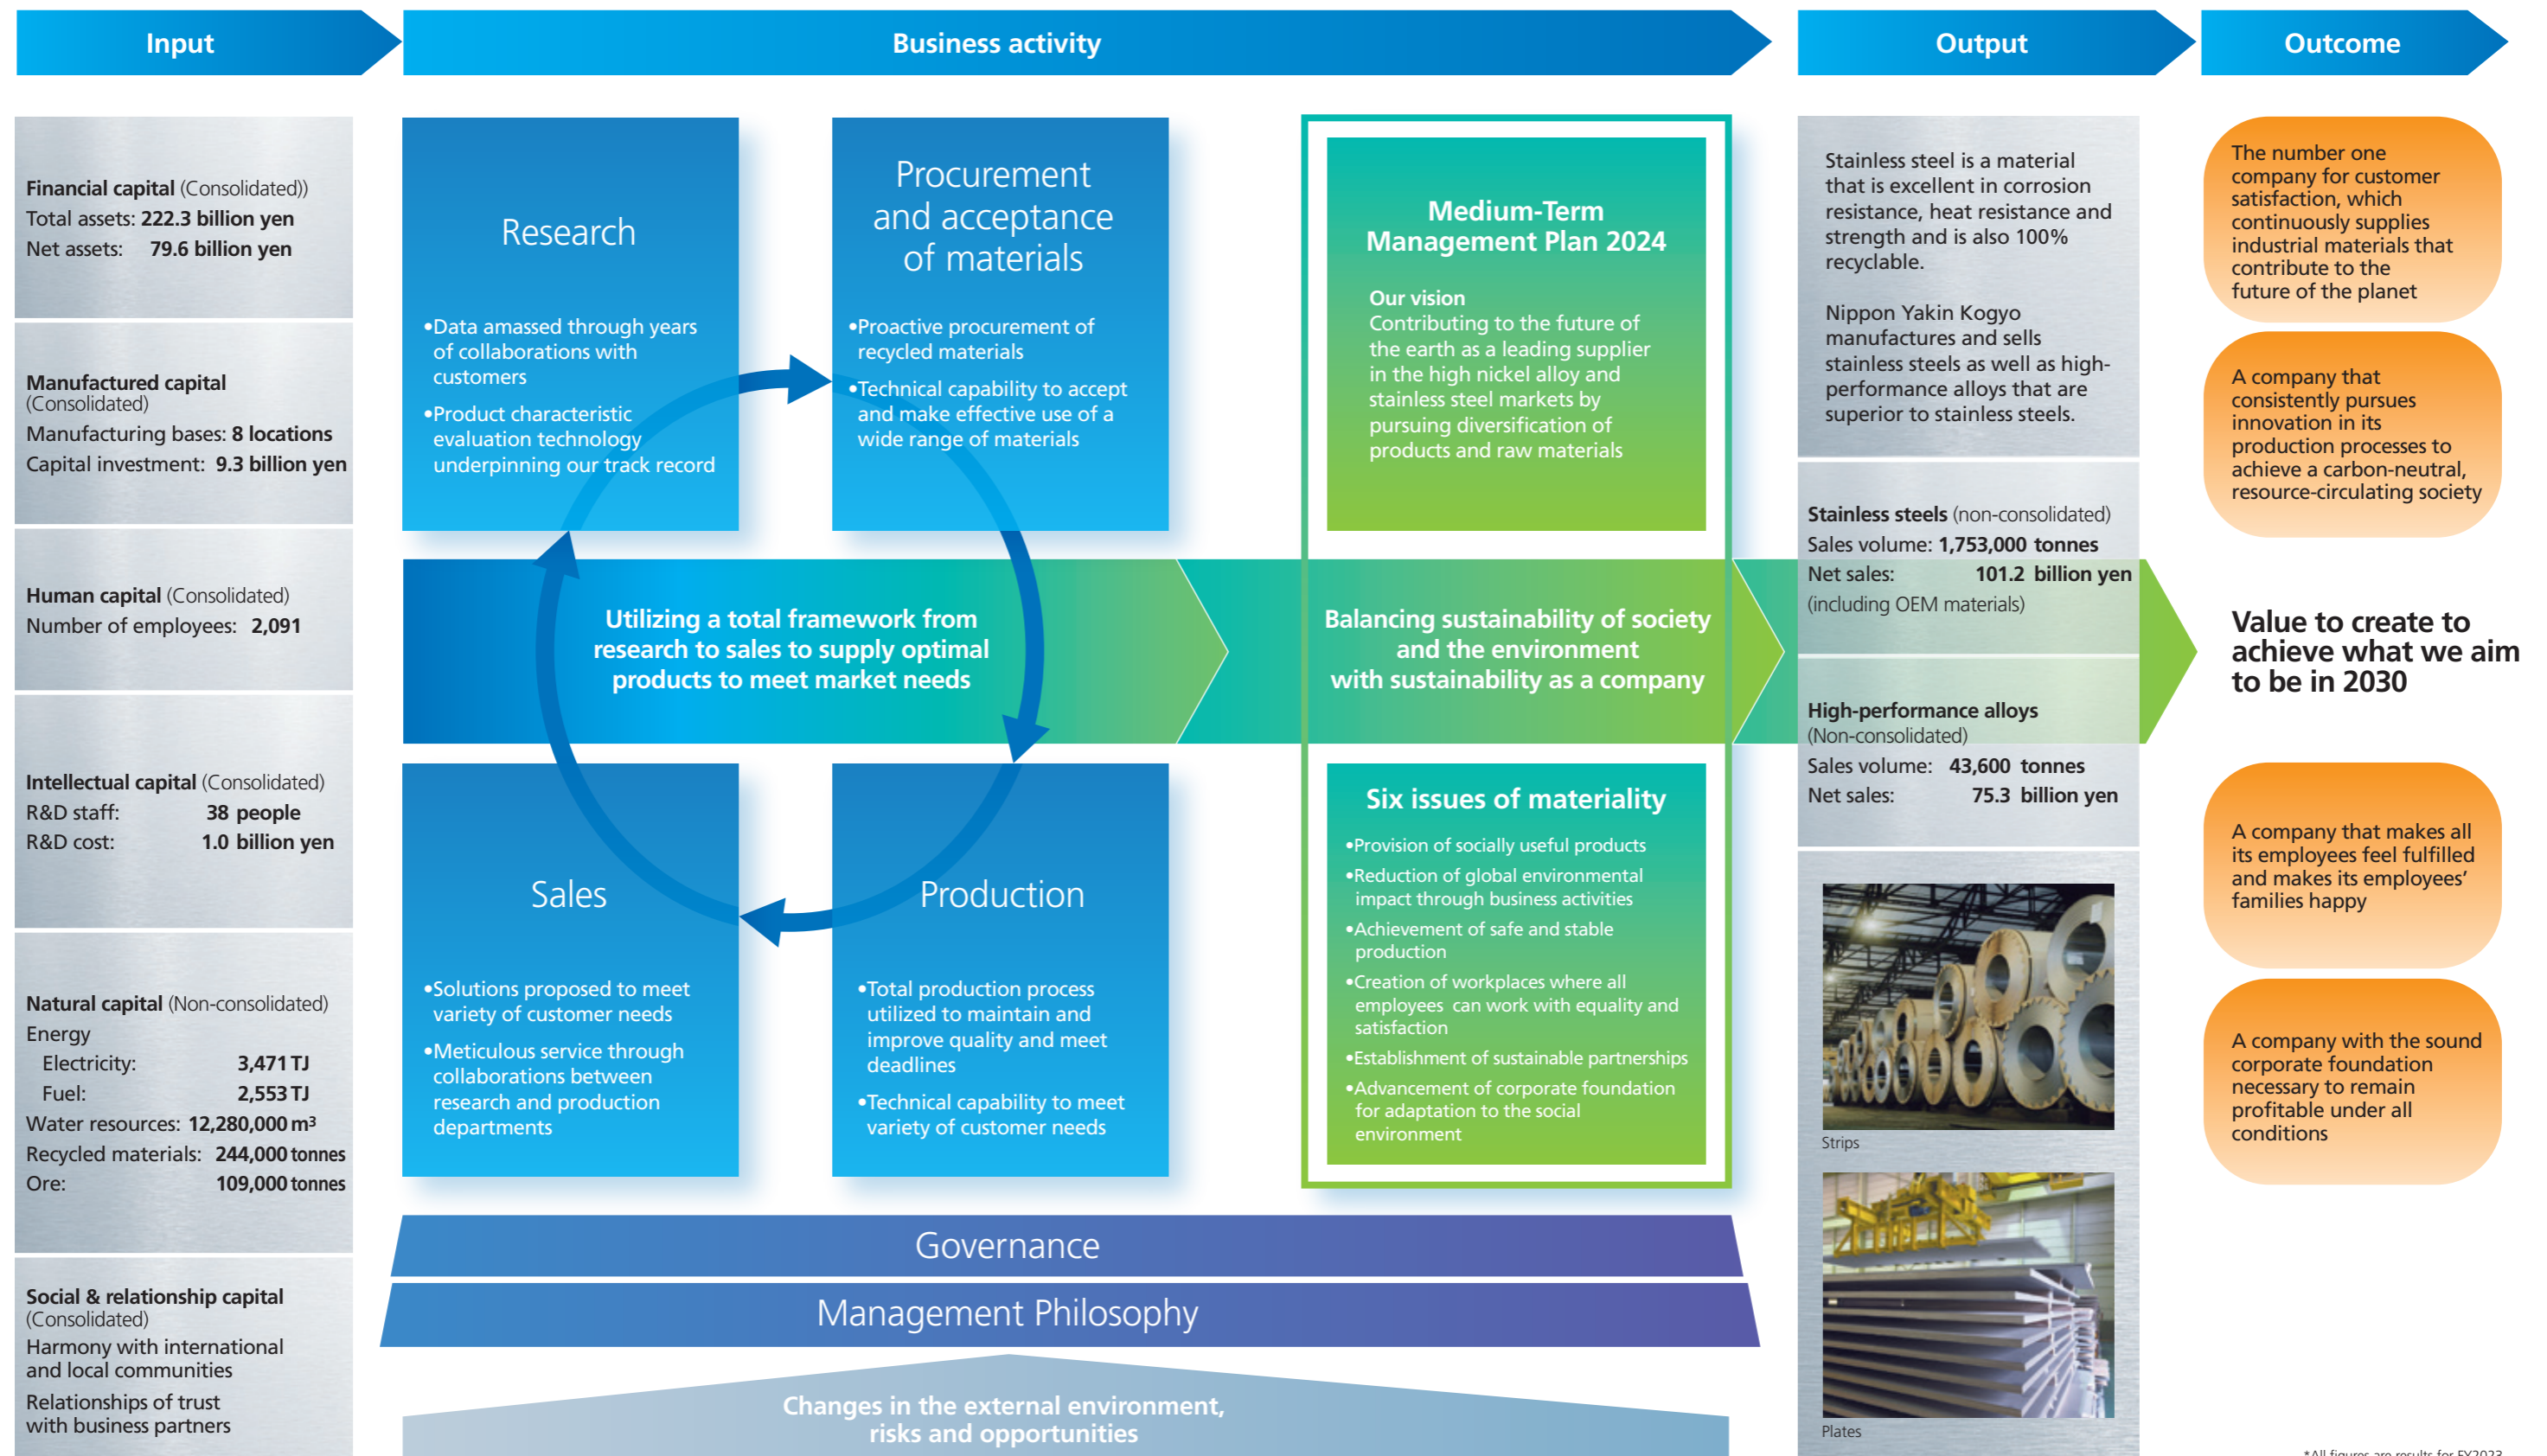 Input
Business activity
Output
Outcome
Financial capital (Consolidated))
Total assets: 222.3 billion yen
Net assets: 79.6 billion yen
Manufactured capital
(Consolidated)
Manufacturing bases: 8 locations
Capital investment: 9.3 billion yen
Human capital (Consolidated)
Number of employees: 2,091
Intellectual capital (Consolidated)
R&D staff: 38 people
R&D cost: 1.0 billion yen
Natural capital (Non-consolidated)
Energy
Electricity: 3,471 TJ
Fuel: 2,553 TJ
Water resources: 12,280,000 m³
Recycled materials: 244,000 tonnes
Ore: 109,000 tonnes
Social & relationship capital
(Consolidated)
Harmony with international
and local communities
Relationships of trust
with business partners
Research
•Data amassed through years
of collaborations with
customers
•Product characteristic
evaluation technology
underpinning our track record
Procurement
and acceptance
of materials
•Proactive procurement of
recycled materials
•Technical capability to accept
and make effective use of a
wide range of materials
Utilizing a total framework from
research to sales to supply optimal
products to meet market needs
Sales
•Solutions proposed to meet
variety of customer needs
•Meticulous service through
collaborations between
research and production
departments
Production
•Total production process
utilized to maintain and
improve quality and meet
deadlines
•Technical capability to meet
variety of customer needs
Medium-Term
Management Plan 2024
Our vision
Contributing to the future of
the earth as a leading supplier
in the high nickel alloy and
stainless steel markets by
pursuing diversification of
products and raw materials
Balancing sustainability of society
and the environment
with sustainability as a company
Six issues of materiality
•Provision of socially useful products
•Reduction of global environmental
impact through business activities
•Achievement of safe and stable
production
•Creation of workplaces where all
employees can work with equality and
satisfaction
•Establishment of sustainable partnerships
•Advancement of corporate foundation
for adaptation to the social
environment
Governance
Management Philosophy
Changes in the external environment,
risks and opportunities
Stainless steel is a material
that is excellent in corrosion
resistance, heat resistance and
strength and is also 100%
recyclable.
Nippon Yakin Kogyo
manufactures and sells
stainless steels as well as high-
performance alloys that are
superior to stainless steels.
Stainless steels (non-consolidated)
Sales volume: 1,753,000 tonnes
Net sales: 101.2 billion yen
(including OEM materials)
High-performance alloys
(Non-consolidated)
Sales volume: 43,600 tonnes
Net sales: 75.3 billion yen
Strips
Plates
The number one
company for customer
satisfaction, which
continuously supplies
industrial materials that
contribute to the
future of the planet
A company that
consistently pursues
innovation in its
production processes to
achieve a carbon-neutral,
resource-circulating society
Value to create to
achieve what we aim
to be in 2030
A company that makes all
its employees feel fulfilled
and makes its employees'
families happy
A company with the sound
corporate foundation
necessary to remain
profitable under all
conditions
*All figures are results for FY2023